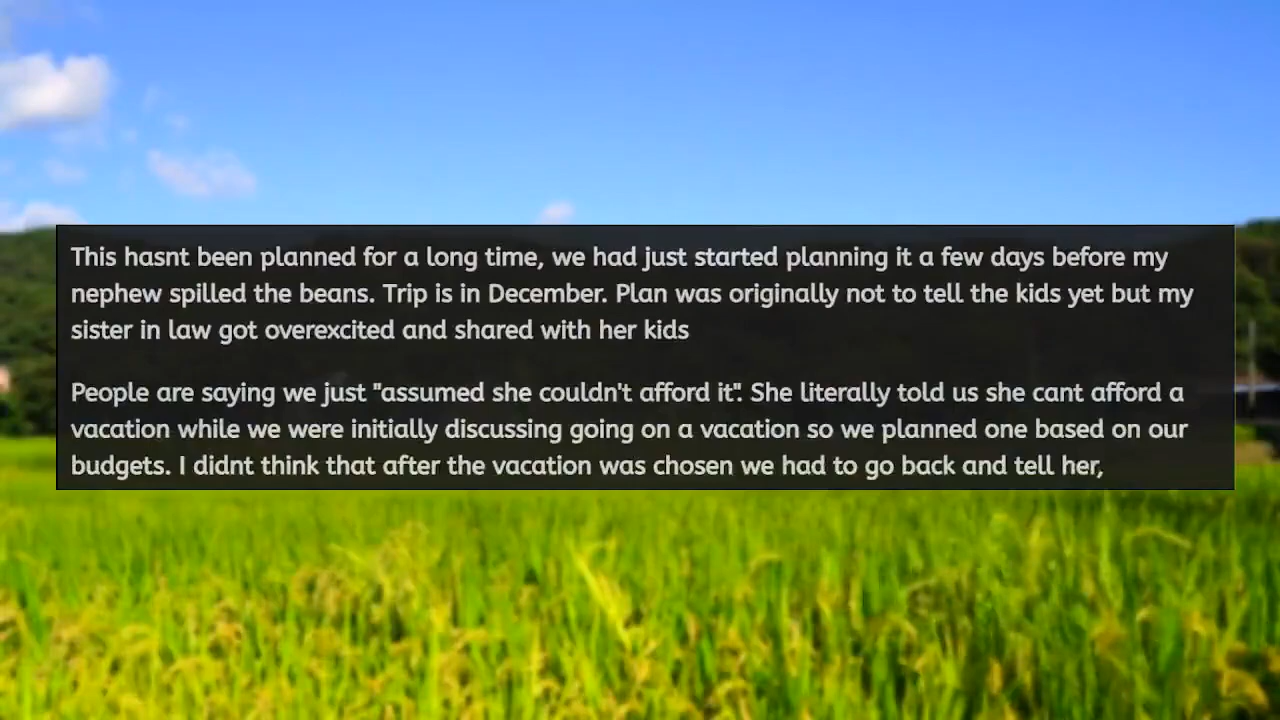 This hasnt been planned for a long time, we had just started planning it a few days before my
nephew spilled the beans. Trip is in December. Plan was originally not to tell the kids yet but my
sister in law got overexcited and shared with her kids
People are saying we just "assumed she couldn't afford it". She literally told us she cant afford a
vacation while we were initially discussing going on a vacation so we planned one based on our
budgets. I didnt think that after the vacation was chosen we had to go back and tell her,